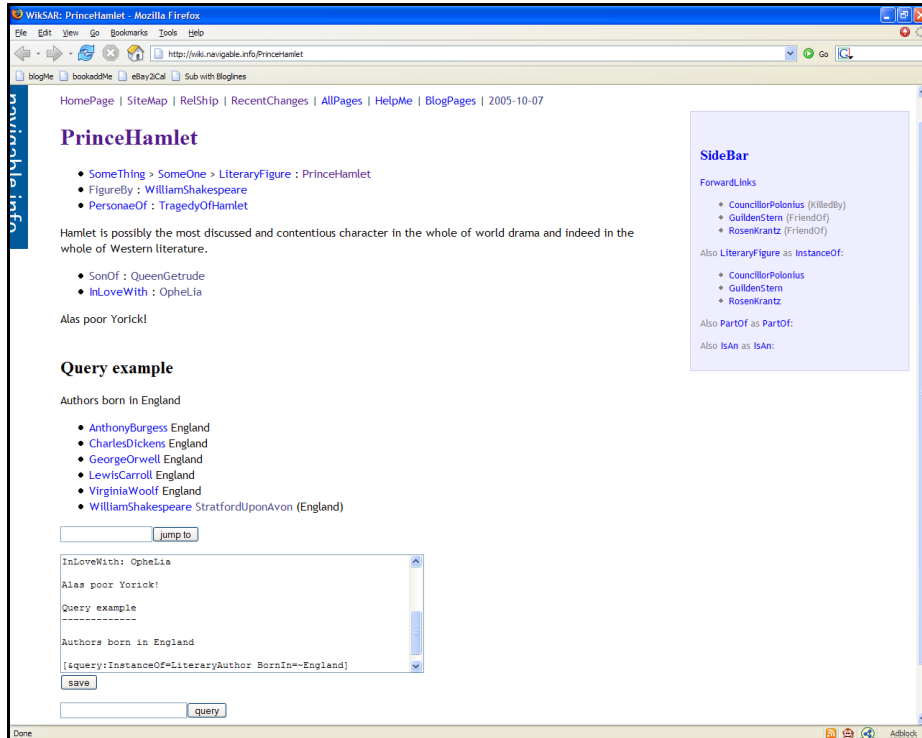 WikSAR: PrinceHamlet - Mozilla Firefox
File Edit View Go Bookmarks Tools Help
http://wiki.navigable.info/PrinceHamlet Go G
blogMe bookaddMe eBay2iCal Sub with Bloglines
navigable info
HomePage | SiteMap | RelShip | RecentChanges | AllPages | HelpMe | BlogPages | 2005-10-07
PrinceHamlet
SomeThing > SomeOne > LiteraryFigure : PrinceHamlet
FigureBy : WilliamShakespeare
PersonaeOf : TragedyOfHamlet
Hamlet is possibly the most discussed and contentious character in the whole of world drama and indeed in the
whole of Western literature.
SonOf : QueenGetrude
InLoveWith : OpheLia
Alas poor Yorick!
Query example
Authors born in England
AnthonyBurgess England
CharlesDickens England
GeorgeOrwell England
LewisCarroll England
VirginiaWoolf England
WilliamShakespeare StratfordUponAvon (England)
jump to
InLoveWith: OpheLia
Alas poor Yorick!
Query example
-------------
Authors born in England
[&query:InstanceOf=LiteraryAuthor BornIn=~England]
save
query
SideBar
ForwardLinks
CouncillorPolonius (KilledBy)
GuildenStern (FriendOf)
RosenKrantz (FriendOf)
Also LiteraryFigure as InstanceOf:
CouncillorPolonius
GuildenStern
RosenKrantz
Also PartOf as PartOf:
Also IsAn as IsAn:
Done Adblock